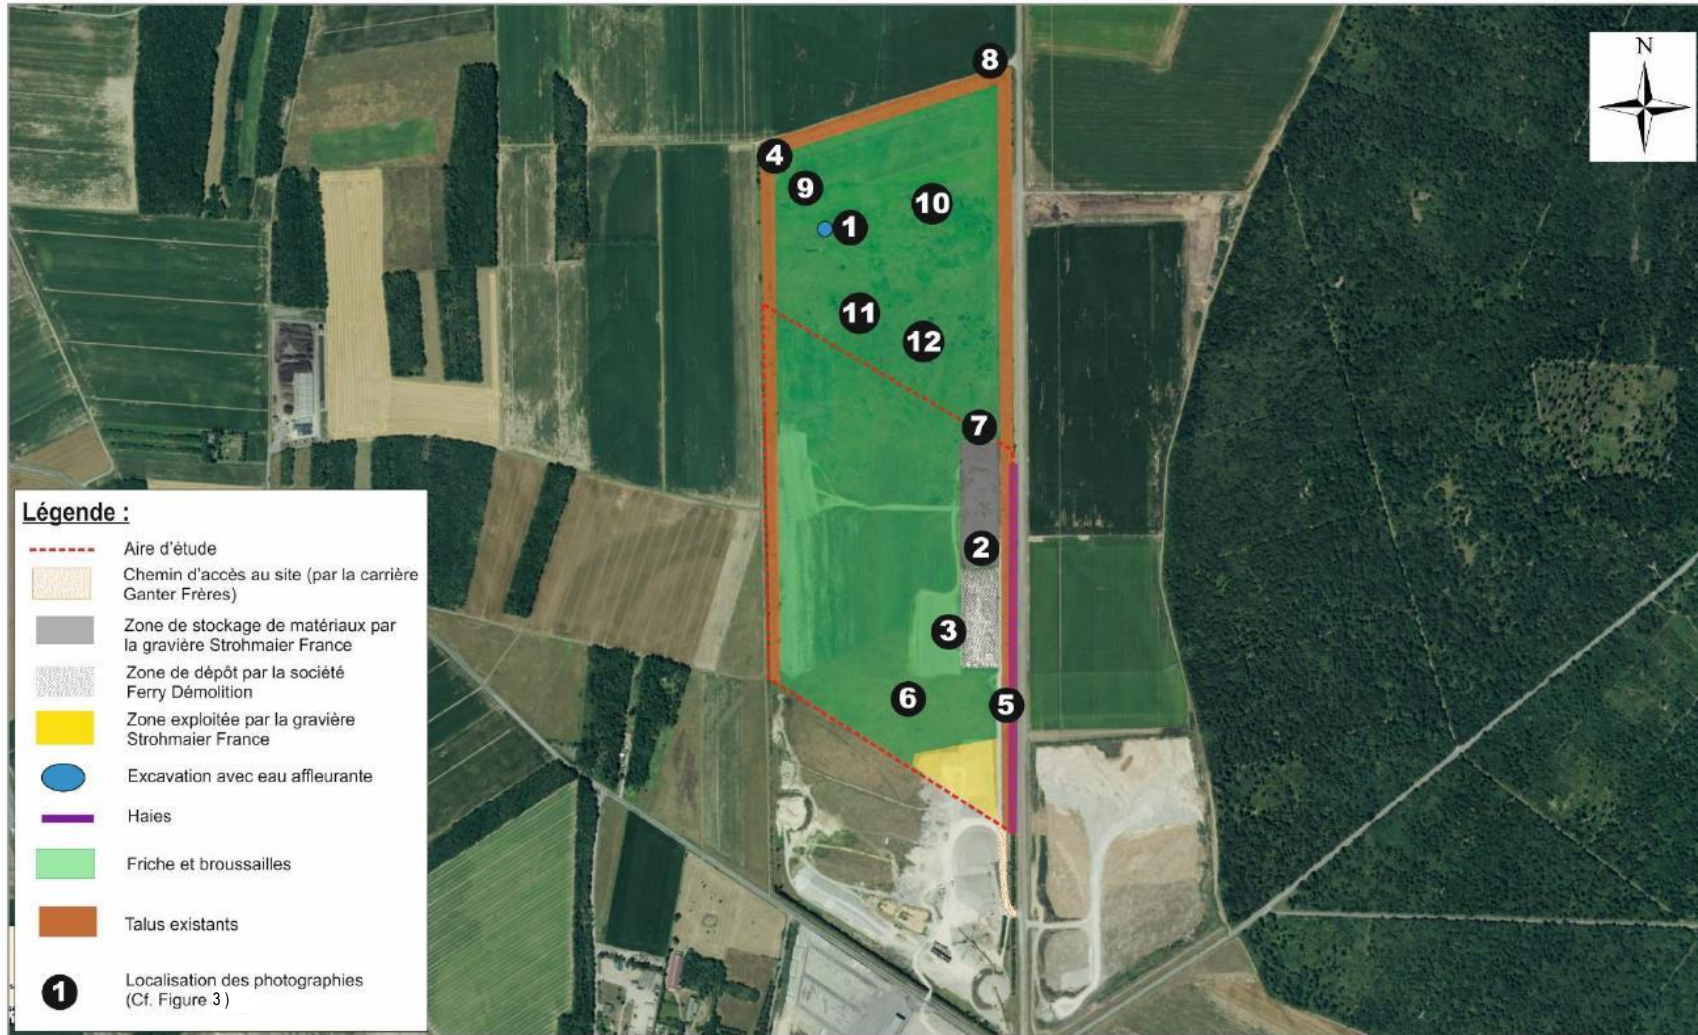 N
8
4
9
10
1
11
12
7
2
3
6
5
Légende :
Aire d'étude
Chemin d'accès au site (par la carrière
Ganter Frères)
Zone de stockage de matériaux par
la gravière Strohmaier France
Zone de dépôt par la société
Ferry Démolition
Zone exploitée par la gravière
Strohmaier France
Excavation avec eau affleurante
Haies
Friche et broussailles
Talus existants
1
Localisation des photographies
(Cf. Figure 3)